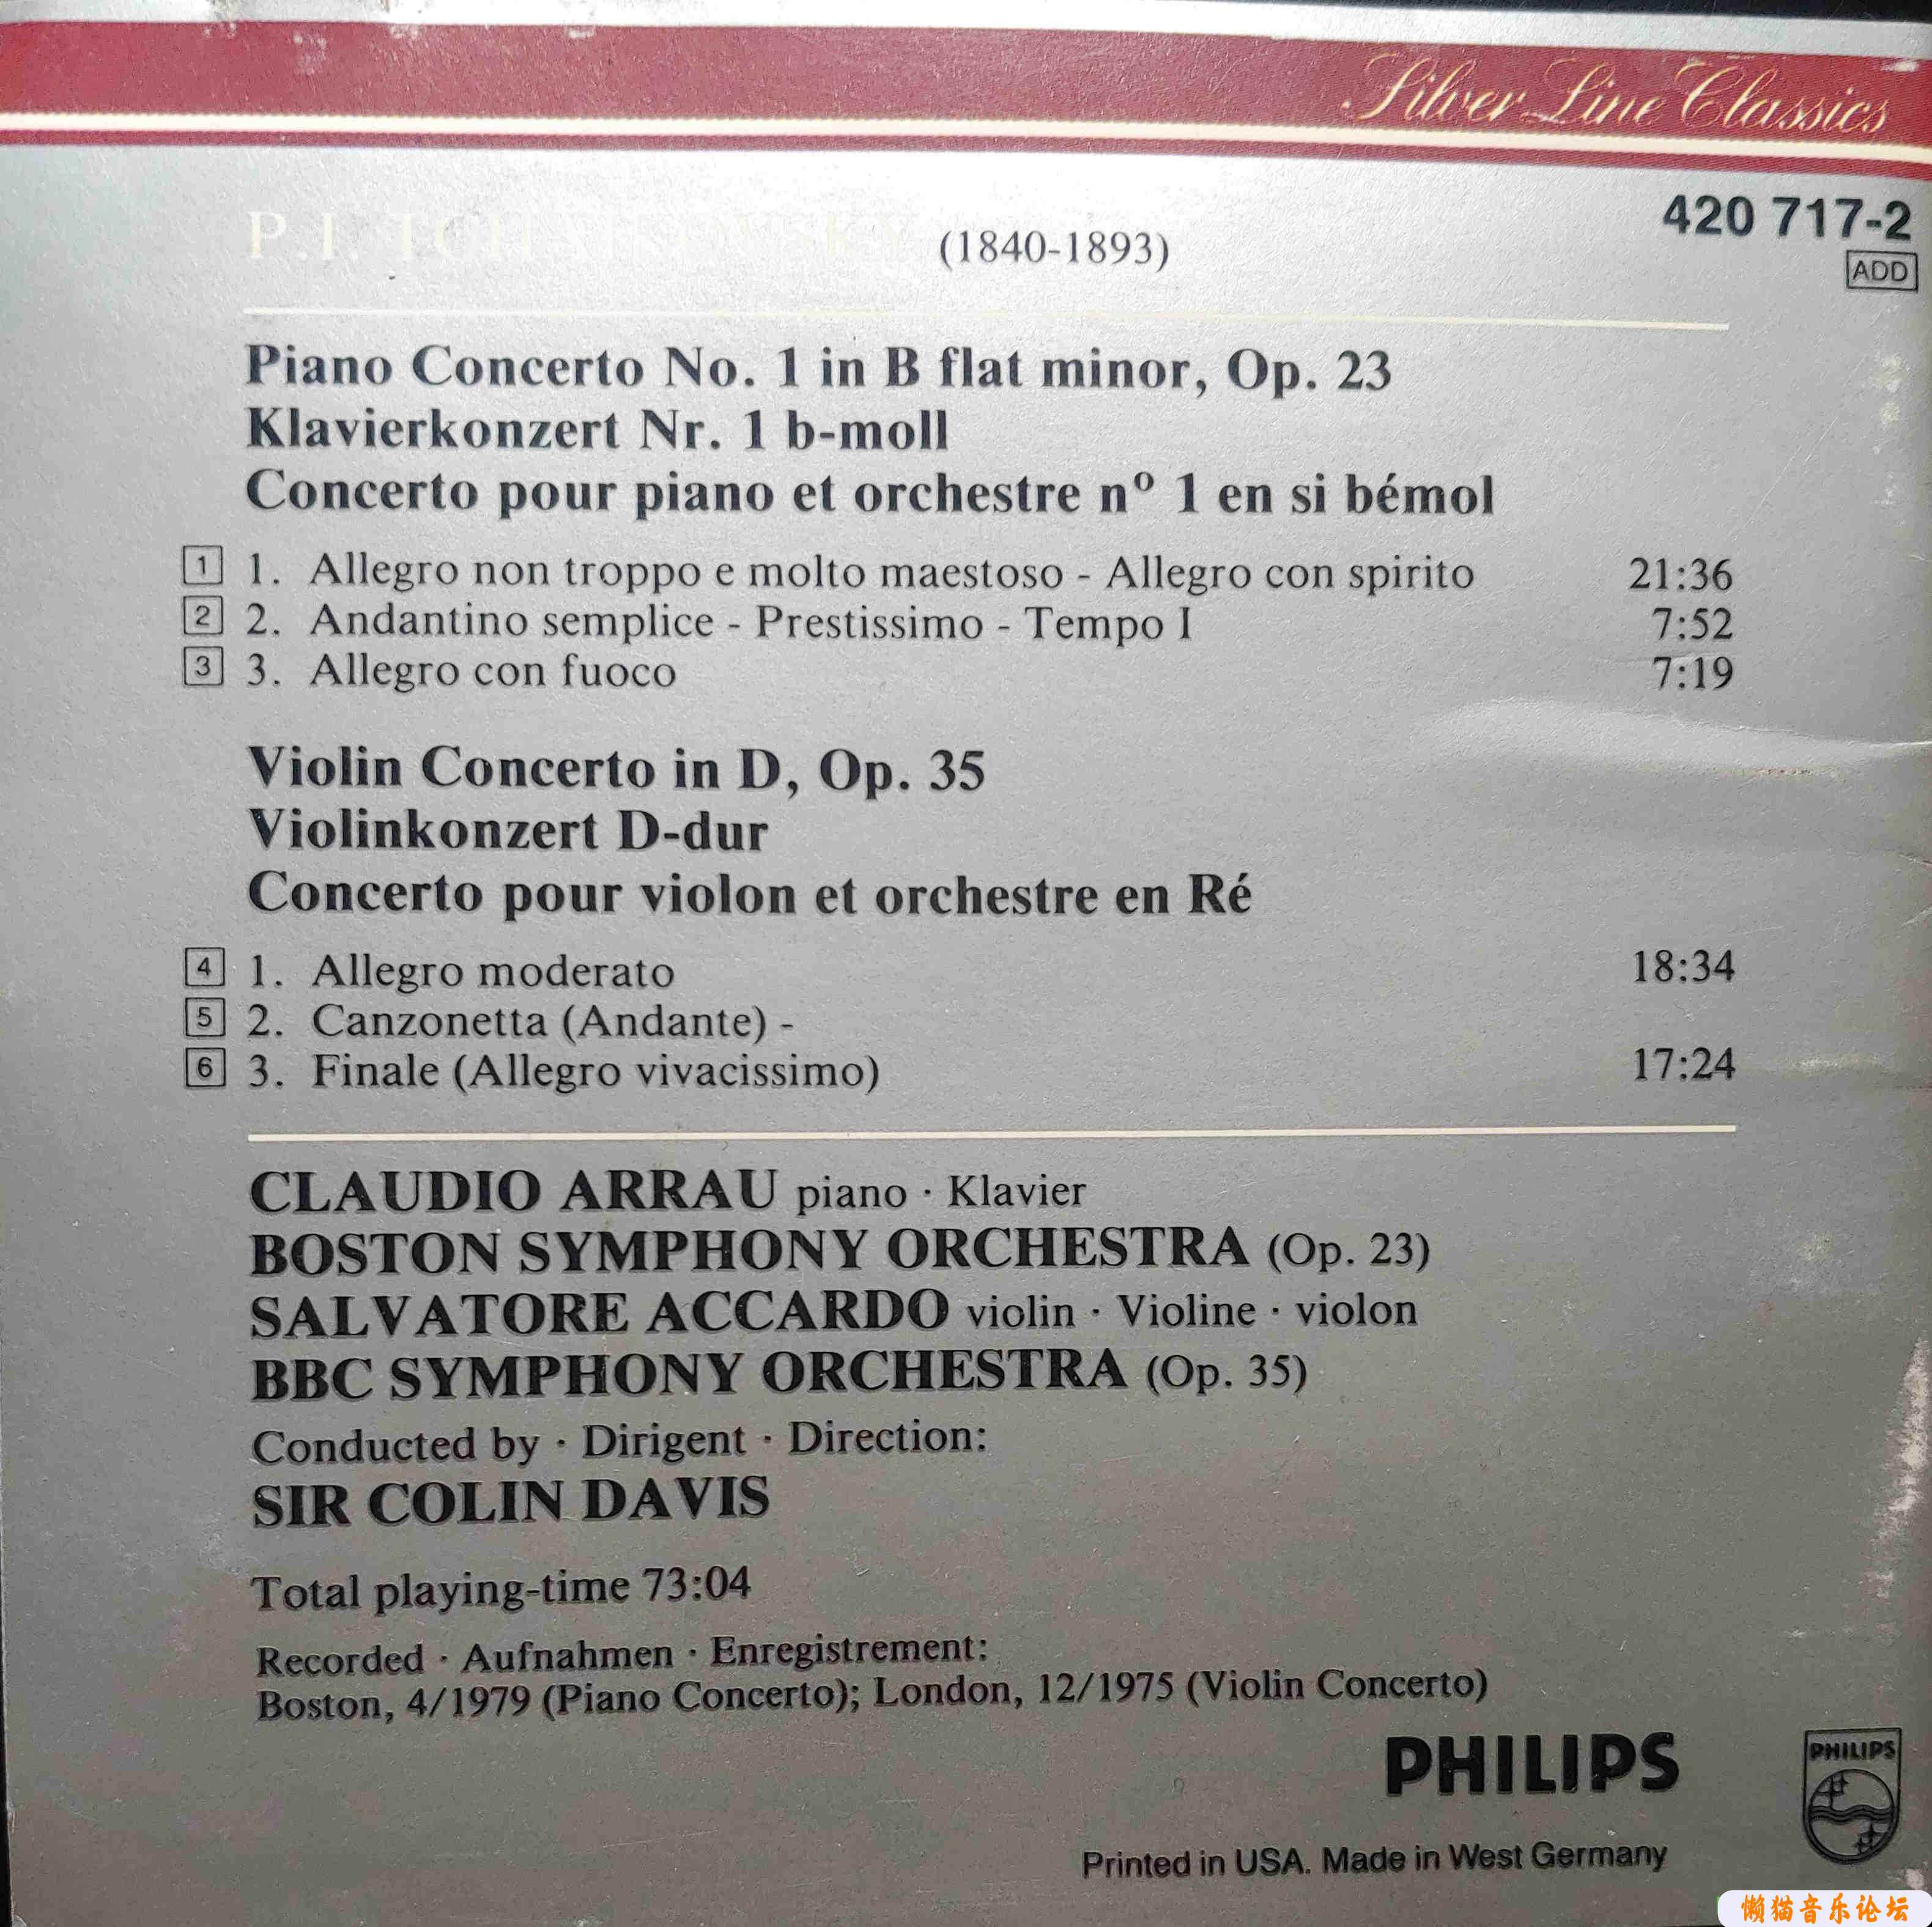 Silver Line Classics
P.I. TCHAIKOVSKY (1840-1893)
420 717-2
ADD
Piano Concerto No. 1 in B flat minor, Op. 23
Klavierkonzert Nr. 1 b-moll
Concerto pour piano et orchestre nº 1 en si bémol
1 1. Allegro non troppo e molto maestoso - Allegro con spirito 21:36
2 2. Andantino semplice - Prestissimo - Tempo I 7:52
3 3. Allegro con fuoco 7:19
Violin Concerto in D, Op. 35
Violinkonzert D-dur
Concerto pour violon et orchestre en Ré
4 1. Allegro moderato 18:34
5 2. Canzonetta (Andante) -
6 3. Finale (Allegro vivacissimo) 17:24
CLAUDIO ARRAU piano · Klavier
BOSTON SYMPHONY ORCHESTRA (Op. 23)
SALVATORE ACCARDO violin · Violine · violon
BBC SYMPHONY ORCHESTRA (Op. 35)
Conducted by · Dirigent · Direction:
SIR COLIN DAVIS
Total playing-time 73:04
Recorded · Aufnahmen · Enregistrement:
Boston, 4/1979 (Piano Concerto); London, 12/1975 (Violin Concerto)
PHILIPS
PHILIPS
Printed in USA. Made in West Germany
懒猫音乐论坛